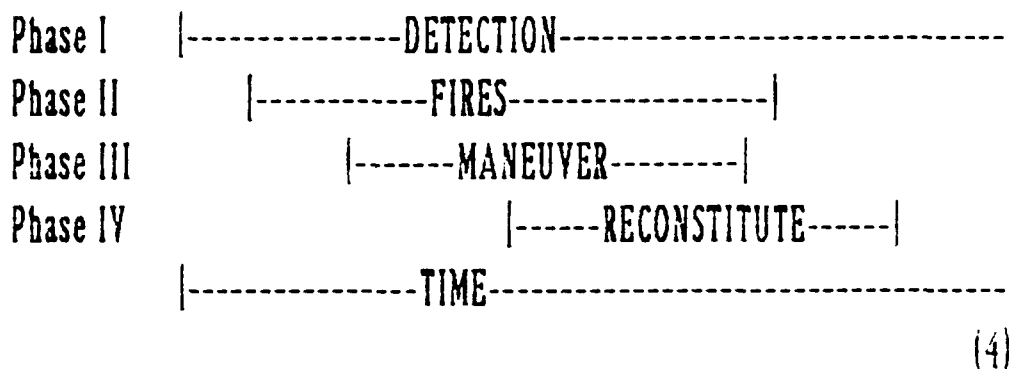 Phase I |--------------DETECTION-----------------------------
Phase II |-----------FIRES-----------------|
Phase III |-------MANEUVER---------|
Phase IV |------RECONSTITUTE------|
|---------------TIME----------------------------------
(4)